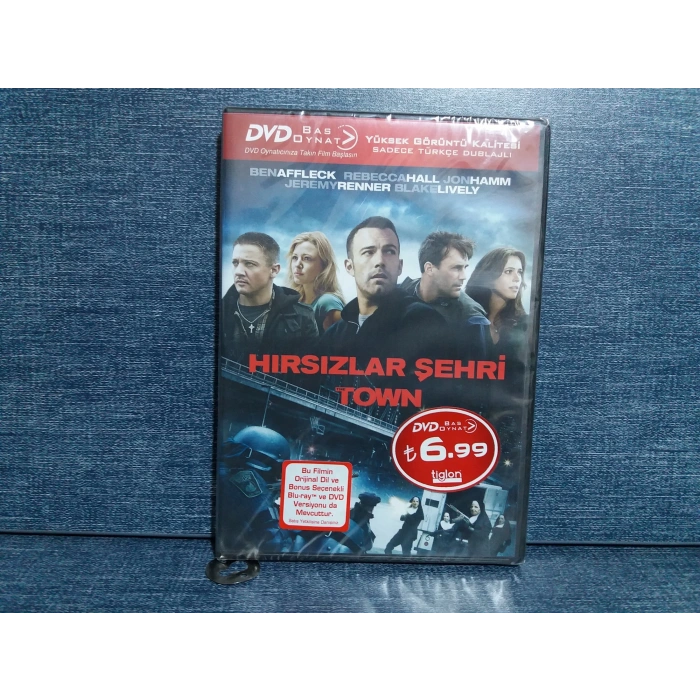 DVD BAS OYNAT
DVD Oynatıcınıza Takın Film Başlasın
YÜKSEK GÖRÜNTÜ KALİTESİ
SADECE TÜRKÇE DUBLAJLI
BENAFFLECK REBECCAHALL JONHAMM
JEREMYRENNER BLAKELIVELY
HIRSIZLAR ŞEHRİ
THE TOWN
DVD BAS OYNAT
₺6.99
tiglon
Bu Filmin
Orijinal Dil ve
Bonus Seçenekli
Blu-ray™ ve DVD
Versiyonu da
Mevcuttur.